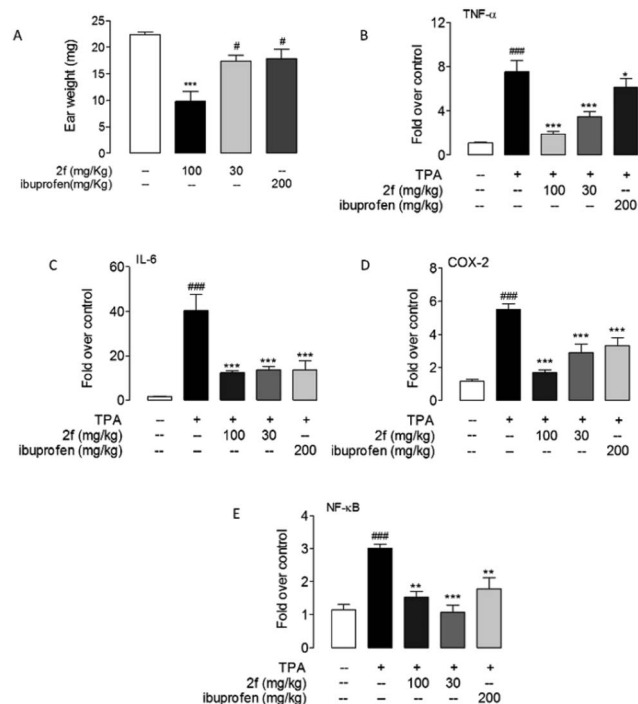 A
Ear weight (mg)
25
20
15
10
5
0
***
#
#
2f (mg/Kg) -- 100 30 --
ibuprofen(mg/Kg) -- -- -- 200
B
TNF-α
Fold over control
12
8
4
0
###
***
***
*
TPA -- + + + +
2f (mg/kg) -- -- 100 30 --
ibuprofen (mg/kg) -- -- -- -- 200
C
IL-6
Fold over control
60
40
20
0
###
***
***
***
TPA -- + + + +
2f (mg/kg) -- -- 100 30 --
ibuprofen (mg/kg) -- -- -- -- 200
D
COX-2
Fold over control
8
6
4
2
0
###
***
***
***
TPA -- + + + +
2f (mg/kg) -- -- 100 30 --
ibuprofen (mg/kg) -- -- -- -- 200
E
NF-κB
Fold over control
4
3
2
1
0
###
**
***
**
TPA -- + + + +
2f (mg/kg) -- -- 100 30 --
ibuprofen (mg/kg) -- -- -- -- 200